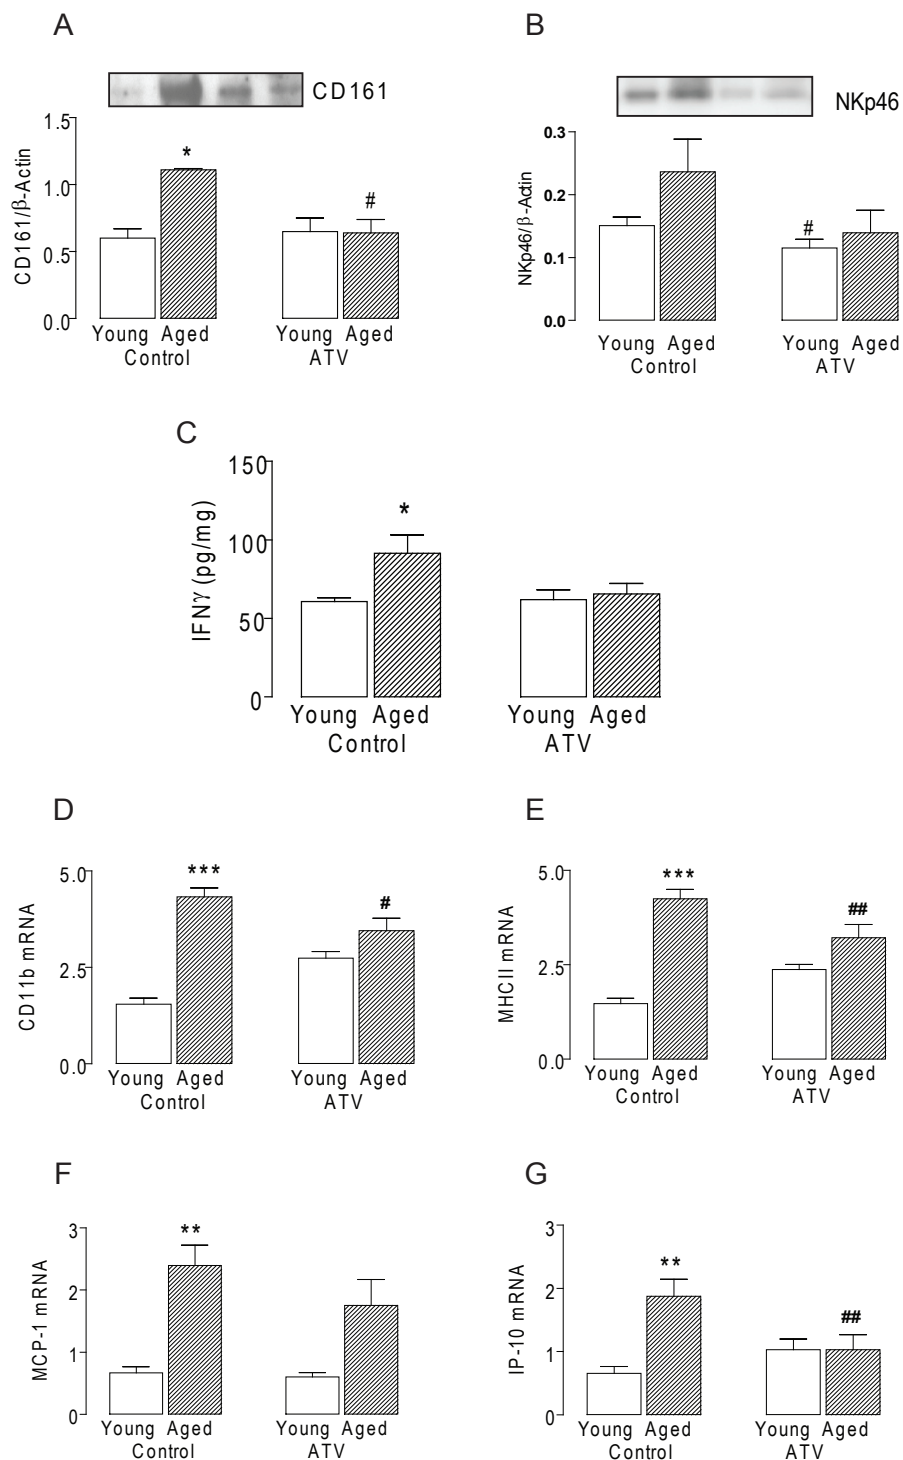 A
CD161
1.5
*
1.0
#
0.5
0.0
CD161/β-Actin
Young Aged Young Aged
Control ATV
B
NKp46
0.3
0.2
#
0.1
0.0
NKp46/β-Actin
Young Aged Young Aged
Control ATV
C
150
*
100
50
0
IFNγ (pg/mg)
Young Aged Young Aged
Control ATV
D
5.0
***
#
2.5
0.0
CD11b mRNA
Young Aged Young Aged
Control ATV
E
5.0
***
##
2.5
0.0
MHCII mRNA
Young Aged Young Aged
Control ATV
F
3
**
2
1
0
MCP-1 mRNA
Young Aged Young Aged
Control ATV
G
3
**
2
##
1
0
IP-10 mRNA
Young Aged Young Aged
Control ATV